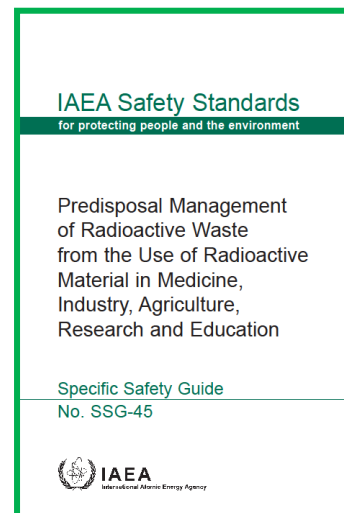 IAEA Safety Standards
for protecting people and the environment
Predisposal Management
of Radioactive Waste
from the Use of Radioactive
Material in Medicine,
Industry, Agriculture,
Research and Education
Specific Safety Guide
No. SSG-45
IAEA
International Atomic Energy Agency